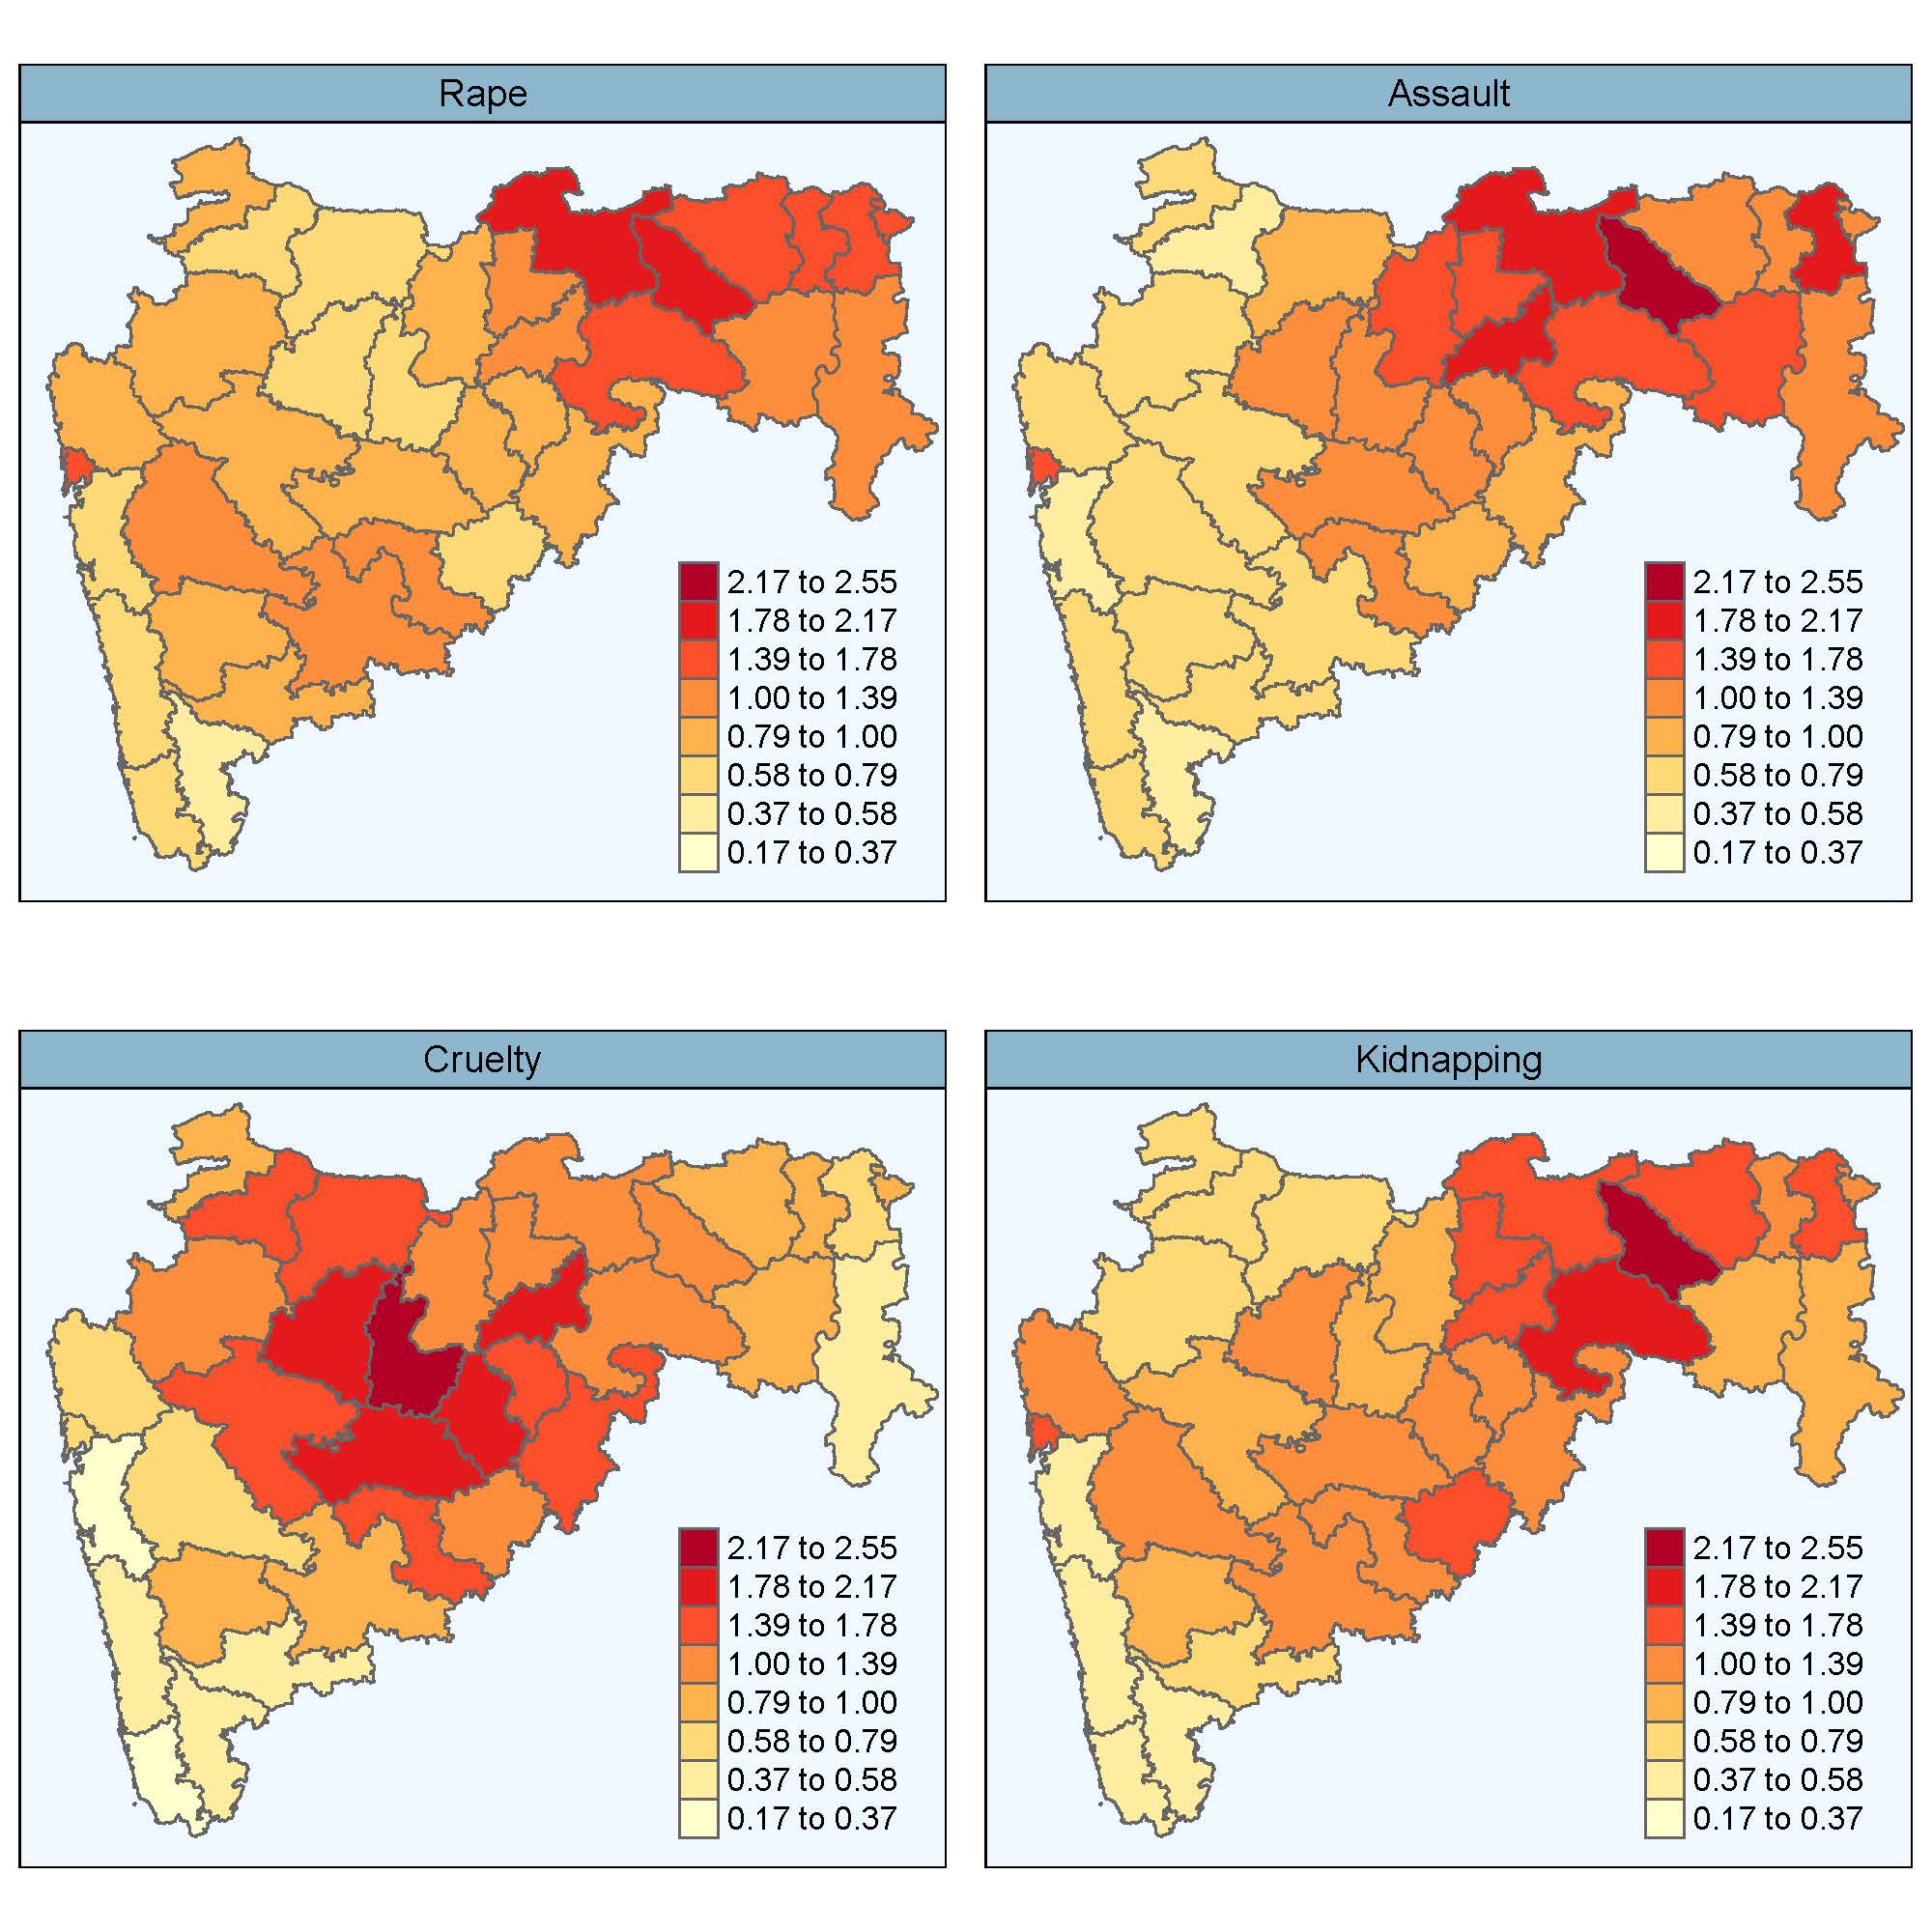 Rape
2.17 to 2.55
1.78 to 2.17
1.39 to 1.78
1.00 to 1.39
0.79 to 1.00
0.58 to 0.79
0.37 to 0.58
0.17 to 0.37
Assault
2.17 to 2.55
1.78 to 2.17
1.39 to 1.78
1.00 to 1.39
0.79 to 1.00
0.58 to 0.79
0.37 to 0.58
0.17 to 0.37
Cruelty
2.17 to 2.55
1.78 to 2.17
1.39 to 1.78
1.00 to 1.39
0.79 to 1.00
0.58 to 0.79
0.37 to 0.58
0.17 to 0.37
Kidnapping
2.17 to 2.55
1.78 to 2.17
1.39 to 1.78
1.00 to 1.39
0.79 to 1.00
0.58 to 0.79
0.37 to 0.58
0.17 to 0.37